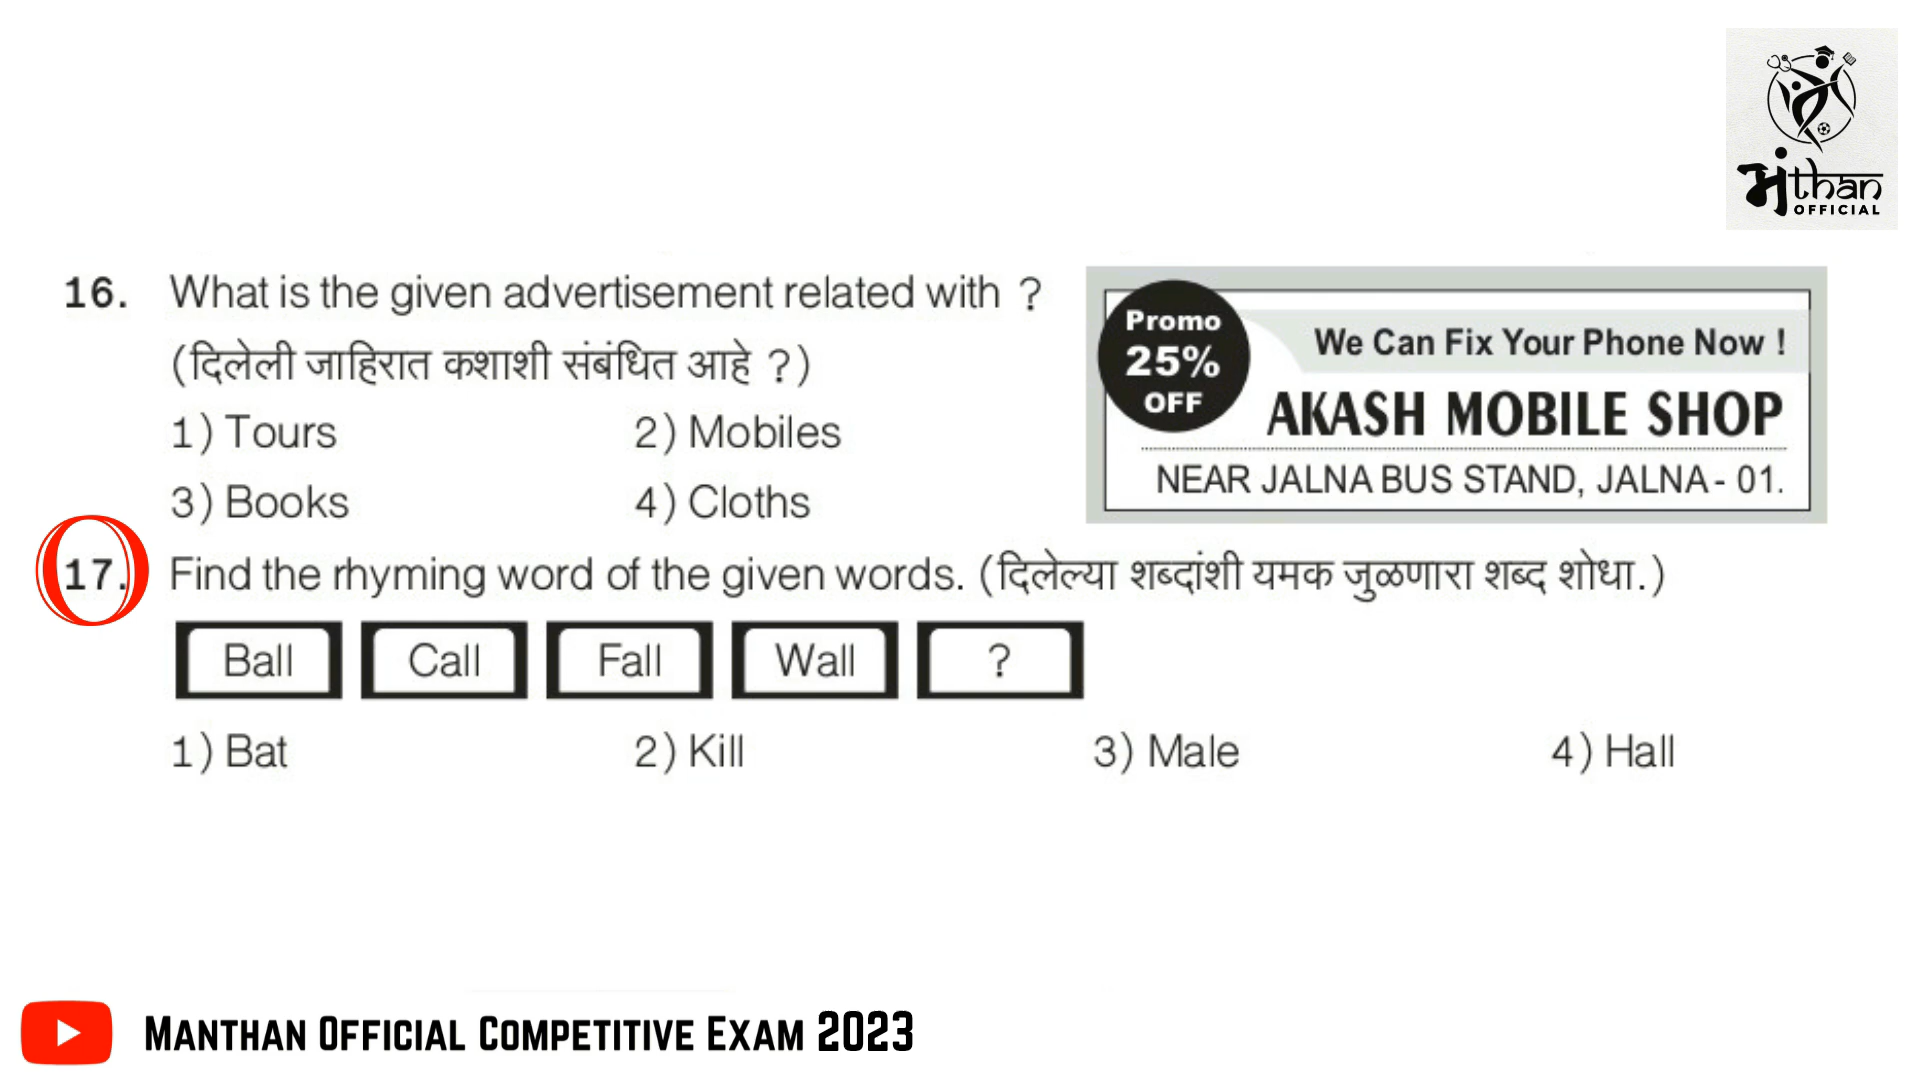 मंthan
OFFICIAL
16. What is the given advertisement related with ?
(दिलेली जाहिरात कशाशी संबंधित आहे ?)
1) Tours 2) Mobiles
3) Books 4) Cloths
Promo
25%
OFF
We Can Fix Your Phone Now !
AKASH MOBILE SHOP
NEAR JALNA BUS STAND, JALNA - 01.
17. Find the rhyming word of the given words. (दिलेल्या शब्दांशी यमक जुळणारा शब्द शोधा.)
Ball Call Fall Wall ?
1) Bat 2) Kill 3) Male 4) Hall
MANTHAN OFFICIAL COMPETITIVE EXAM 2023